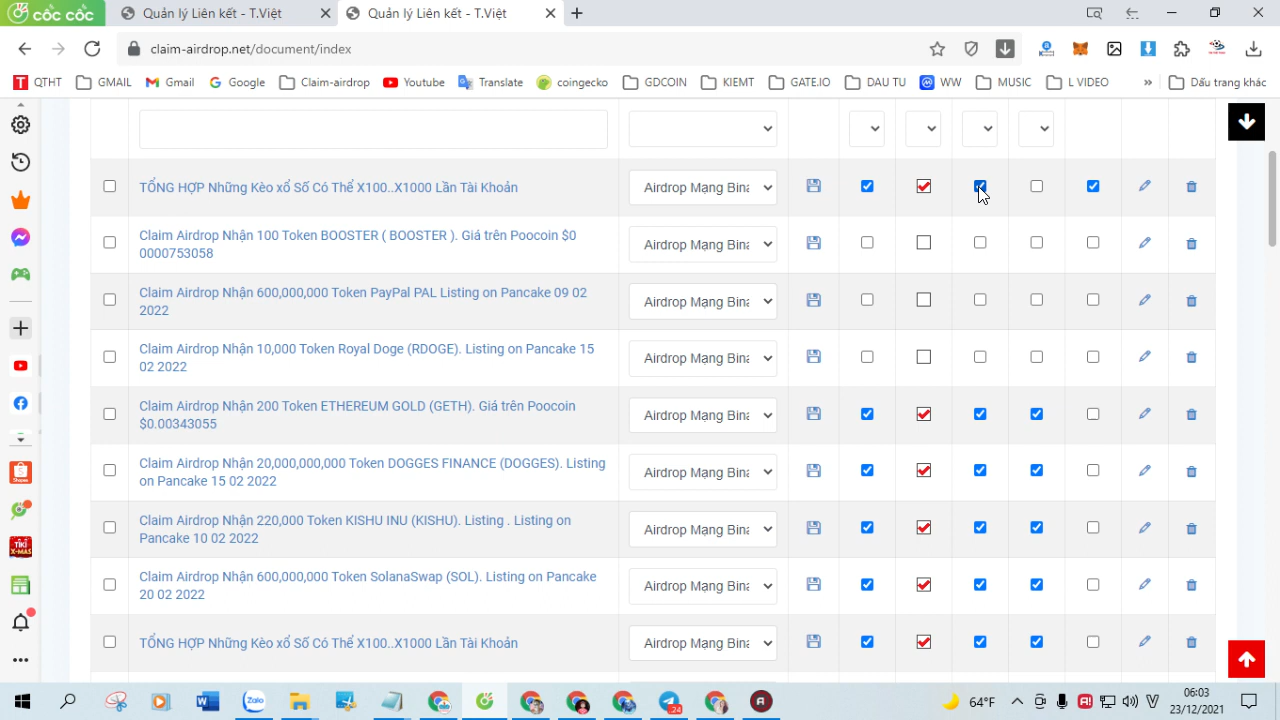 CỐC CỐC
Quản lý kèo kết - T.Việt
Quản lý kết - T.Xiện
claim-airdrop.net/document/index
QTHT
GMAIL
Gmail
Google
Claim-airdrop
Youtube
Translate
coingecko
GDCOIN
KIEMT
GATE.IO
DAU TU
WW
MUSIC
L VIDEO
»
Dấu trang khác
TỔNG HỢP Những Kèo xổ Số Có Thể X100..X1000 Lần Tài Khoản
Airdrop Mạng Bina
Claim Airdrop Nhận 100 Token BOOSTER ( BOOSTER ). Giá trên Poocoin $0
0000753058
Airdrop Mạng Bina
Claim Airdrop Nhận 600,000,000 Token PayPal PAL Listing on Pancake 09 02
2022
Airdrop Mạng Bina
Claim Airdrop Nhận 10,000 Token Royal Doge (RDOGE). Listing on Pancake 15
02 2022
Airdrop Mạng Bina
Claim Airdrop Nhận 200 Token ETHEREUM GOLD (GETH). Giá trên Poocoin
$0.00343055
Airdrop Mạng Bina
Claim Airdrop Nhận 20,000,000,000 Token DOGGES FINANCE (DOGGES). Listing
on Pancake 15 02 2022
Airdrop Mạng Bina
Claim Airdrop Nhận 220,000 Token KISHU INU (KISHU). Listing . Listing on
Pancake 10 02 2022
Airdrop Mạng Bina
Claim Airdrop Nhận 600,000,000 Token SolanaSwap (SOL). Listing on Pancake
20 02 2022
Airdrop Mạng Bina
TỔNG HỢP Những Kèo xổ Số Có Thể X100..X1000 Lần Tài Khoản
Airdrop Mạng Bina
Zalo
24
64°F
06:03
23/12/2021